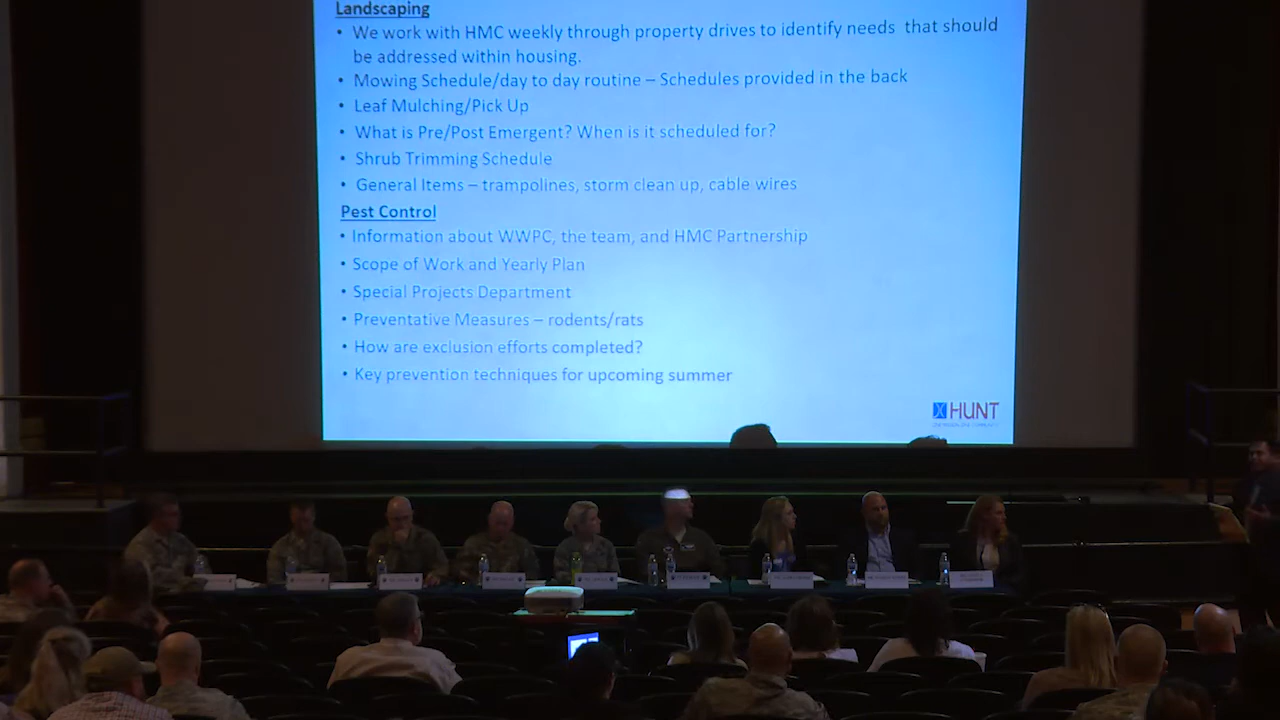 Landscaping
• We work with HMC weekly through property drives to identify needs that should
be addressed within housing.
• Mowing Schedule/day to day routine – Schedules provided in the back
• Leaf Mulching/Pick Up
• What is Pre/Post Emergent? When is it scheduled for?
• Shrub Trimming Schedule
• General Items – trampolines, storm clean up, cable wires
Pest Control
• Information about WWPC, the team, and HMC Partnership
• Scope of Work and Yearly Plan
• Special Projects Department
• Preventative Measures – rodents/rats
• How are exclusion efforts completed?
• Key prevention techniques for upcoming summer
HUNT